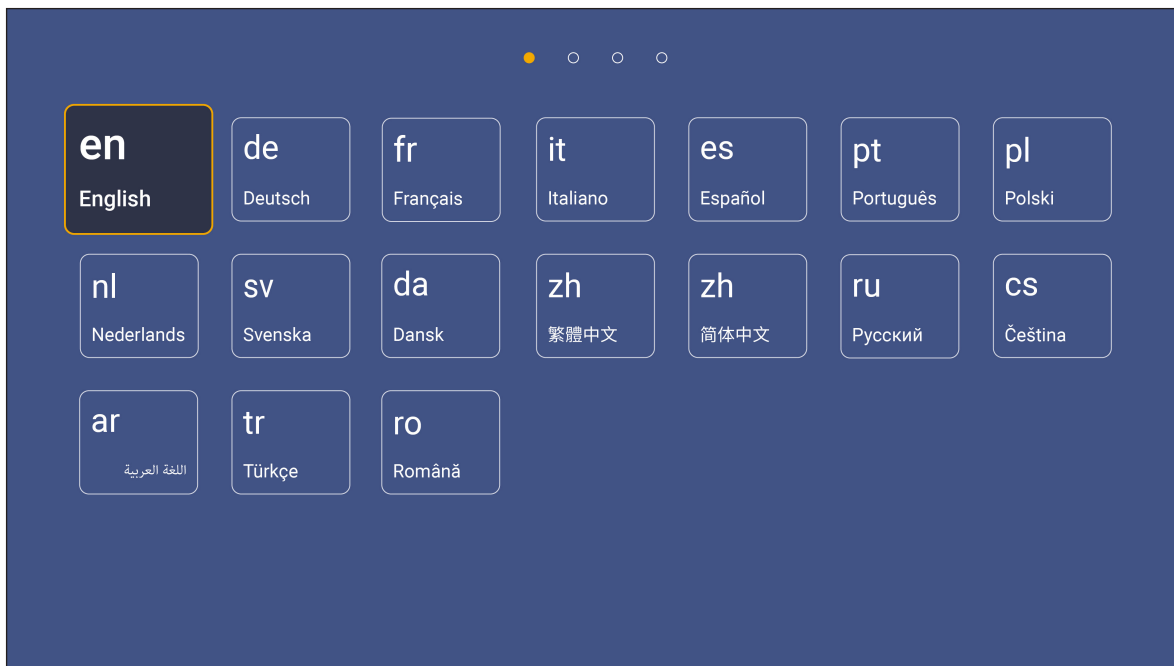 en
English
de
Deutsch
fr
Français
it
Italiano
es
Español
pt
Português
pl
Polski
nl
Nederlands
sv
Svenska
da
Dansk
zh
繁體中文
zh
简体中文
ru
Русский
cs
Čeština
ar
اللغة العربية
tr
Türkçe
ro
Română